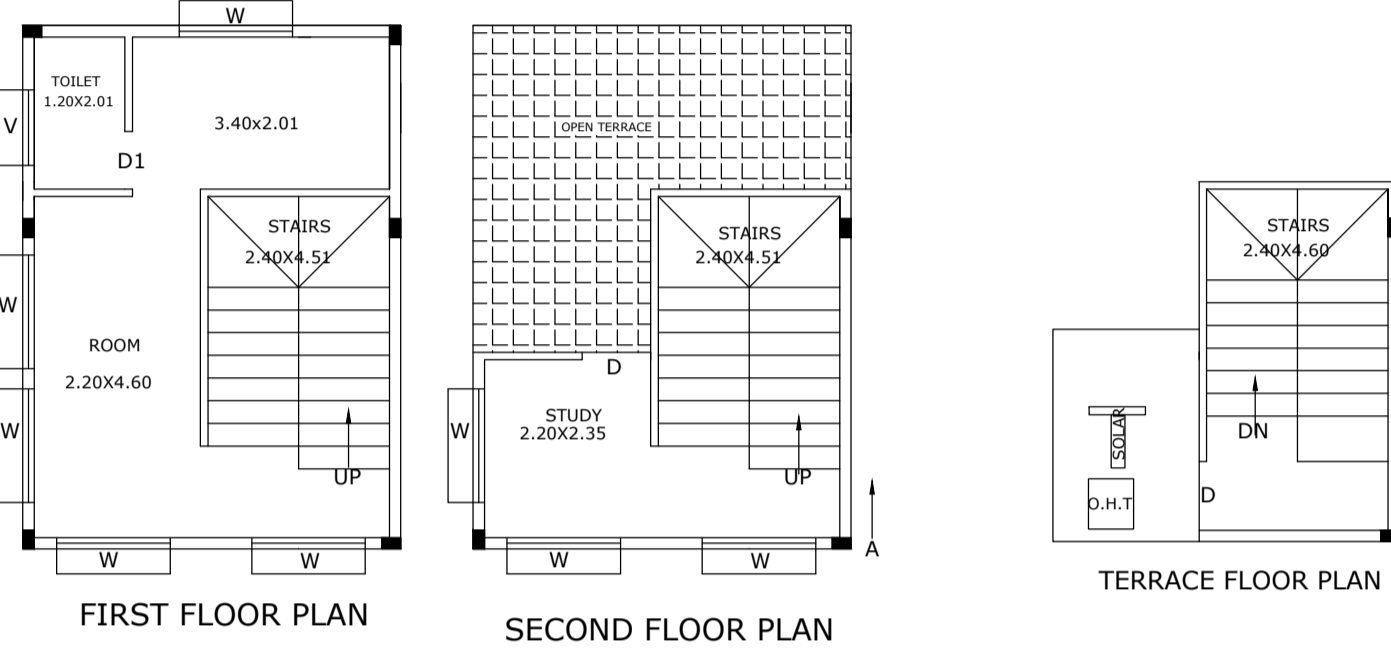 W
TOILET
1.20X2.01
V
3.40x2.01
D1
STAIRS
2.40X4.51
W
ROOM
2.20X4.60
W
UP
W
W
FIRST FLOOR PLAN
OPEN TERRACE
STAIRS
2.40X4.51
D
STUDY
2.20X2.35
W
UP
W
W
A
SECOND FLOOR PLAN
STAIRS
2.40X4.60
SOLAR
DN
O.H.T
D
TERRACE FLOOR PLAN